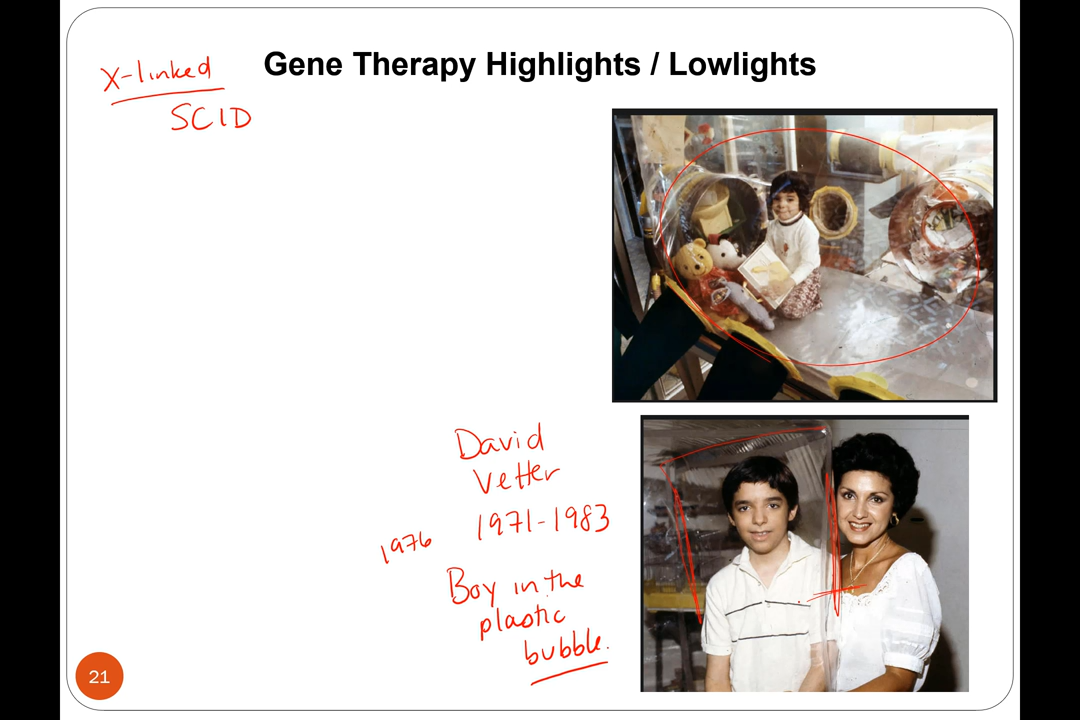 Gene Therapy Highlights / Lowlights
X-linked
SCID
David
Vetter
1971-1983
1976
Boy in the
plastic
bubble.
21